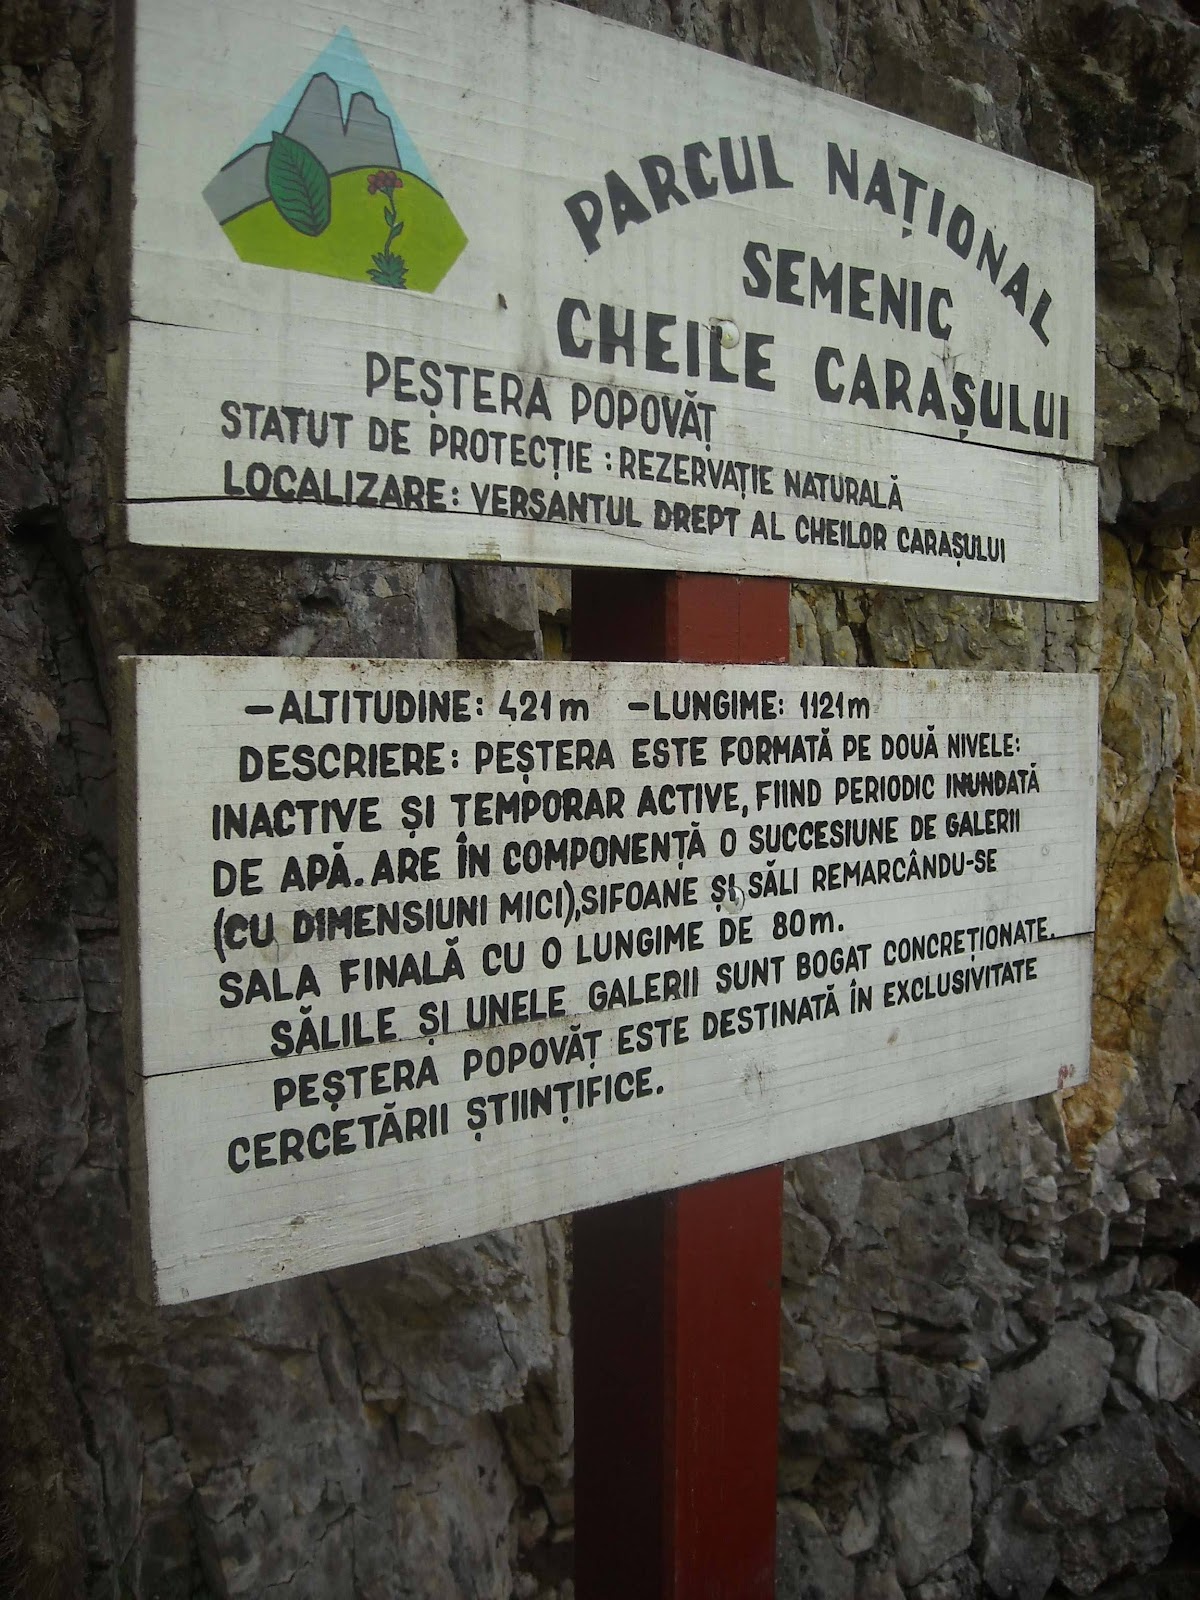 PARCUL NAȚIONAL
SEMENIC
CHEILE CARAȘULUI
PEȘTERA POPOVĂȚ
STATUT DE PROTECȚIE : REZERVAȚIE NATURALĂ
LOCALIZARE: VERSANTUL DREPT AL CHEILOR CARAȘULUI
-ALTITUDINE: 421m -LUNGIME: 1121m
DESCRIERE: PEȘTERA ESTE FORMATĂ PE DOUĂ NIVELE:
INACTIVE ȘI TEMPORAR ACTIVE, FIIND PERIODIC INUNDATĂ
DE APĂ. ARE ÎN COMPONENȚĂ O SUCCESIUNE DE GALERII
(CU DIMENSIUNI MICI),SIFOANE ȘI SĂLI REMARCÂNDU-SE
SALA FINALĂ CU O LUNGIME DE 80m.
SĂLILE ȘI UNELE GALERII SUNT BOGAT CONCREȚIONATE.
PEȘTERA POPOVĂȚ ESTE DESTINATĂ ÎN EXCLUSIVITATE
CERCETĂRII ȘTIINȚIFICE.